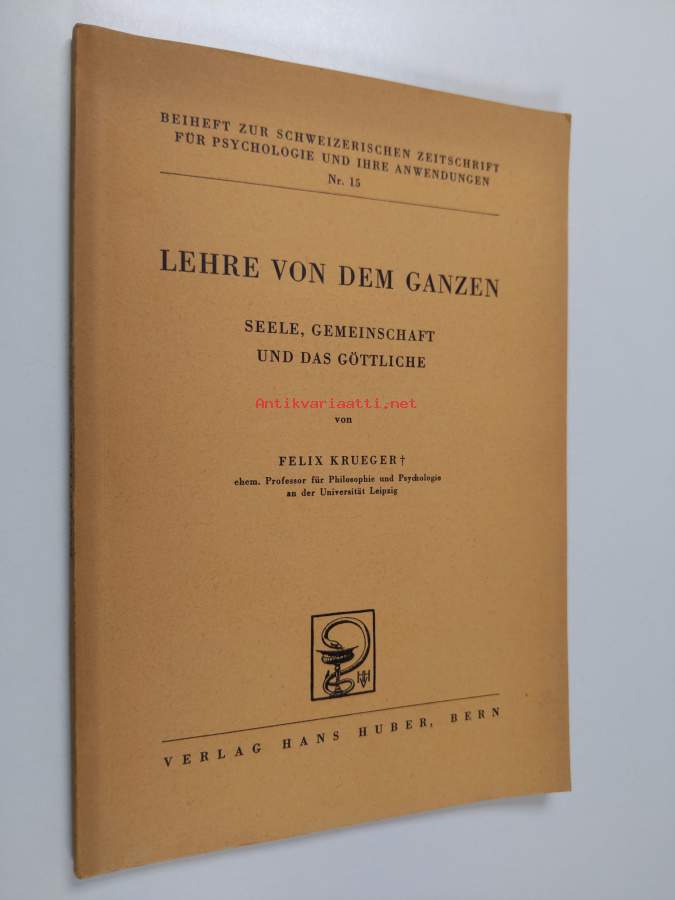 BEIHEFT ZUR SCHWEIZERISCHEN ZEITSCHRIFT
FÜR PSYCHOLOGIE UND IHRE ANWENDUNGEN
Nr. 15
LEHRE VON DEM GANZEN
SEELE, GEMEINSCHAFT
UND DAS GÖTTLICHE
Antikvariaatti.net
von
FELIX KRUEGER†
ehem. Professor für Philosophie und Psychologie
an der Universität Leipzig
VERLAG HANS HUBER, BERN